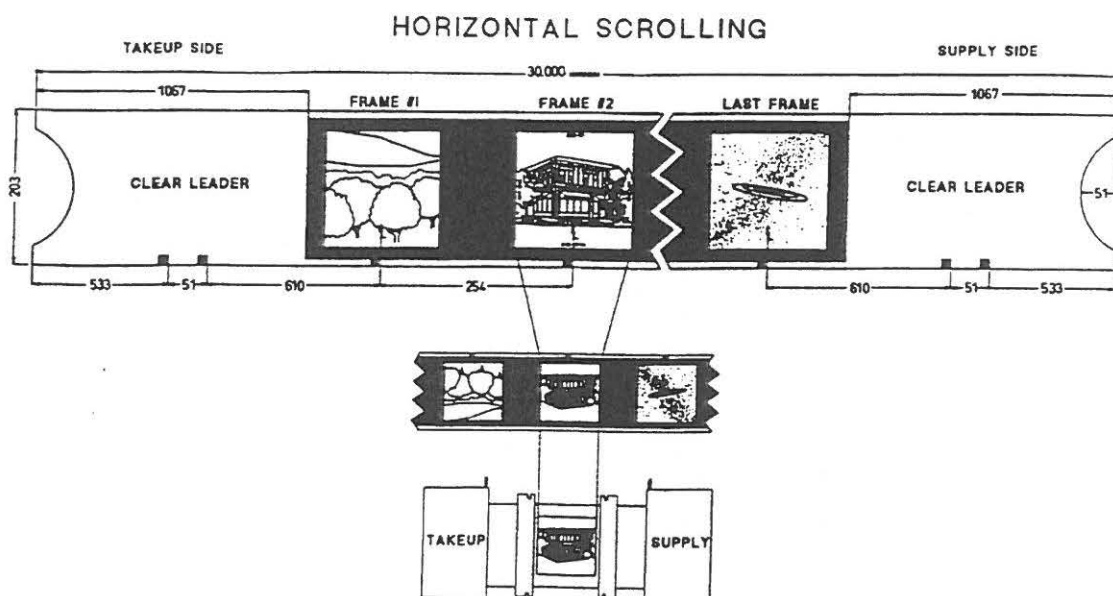 HORIZONTAL SCROLLING
TAKEUP SIDE
SUPPLY SIDE
30.000
1067
1067
FRAME #1
FRAME #2
LAST FRAME
203
CLEAR LEADER
CLEAR LEADER
51
533
51
610
254
610
51
533
TAKEUP
SUPPLY